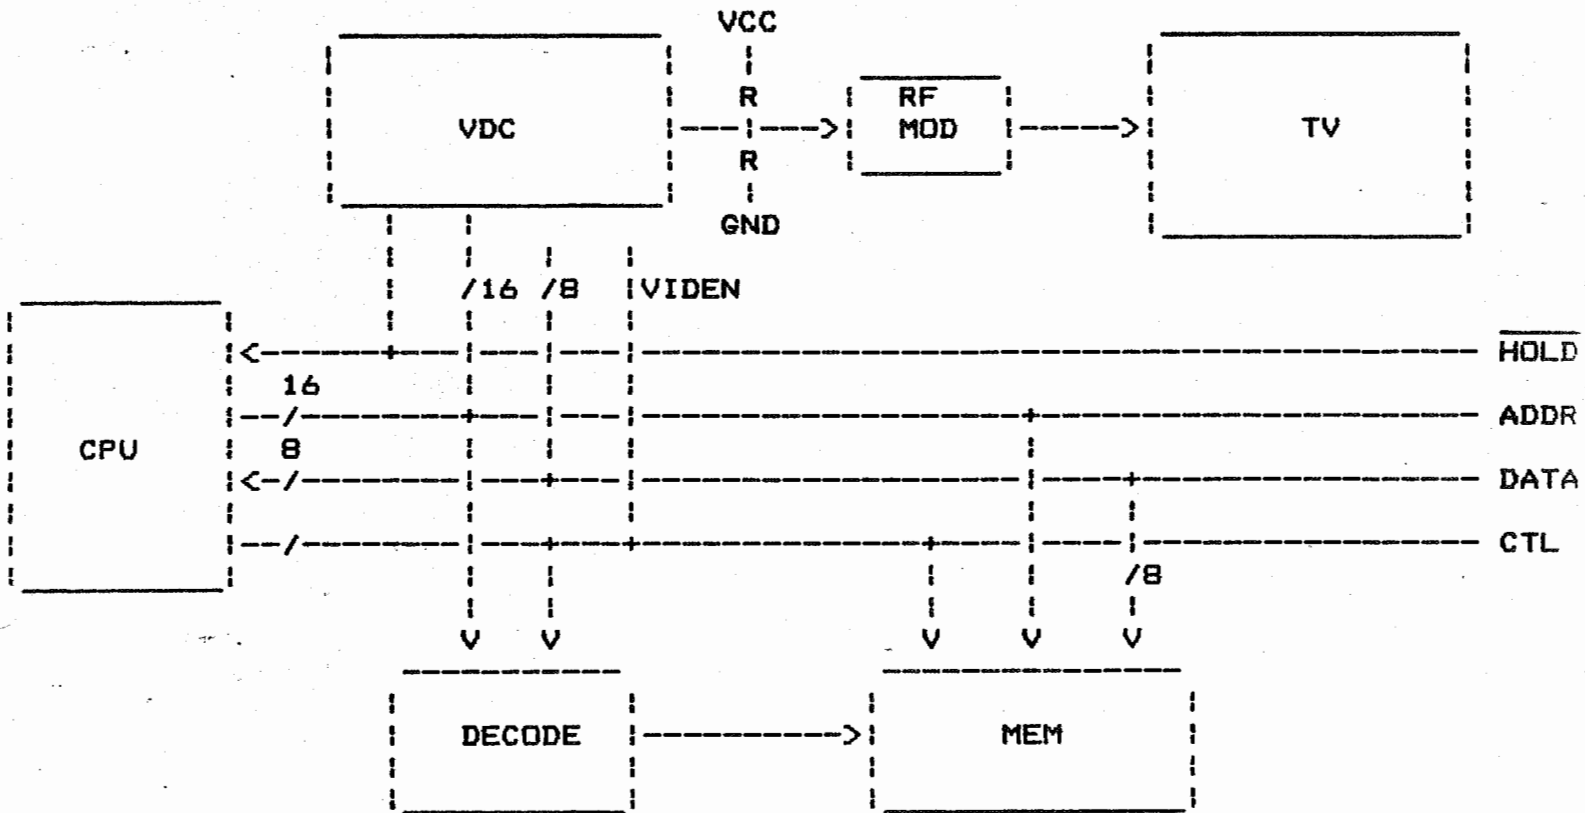 VCC
R
RF
VDC
MOD
TV
R
GND
/16 /8 VIDEN
HOLD
16
/
ADDR
CPU
8
/
DATA
/
CTL
/8
V V V V V
DECODE
MEM